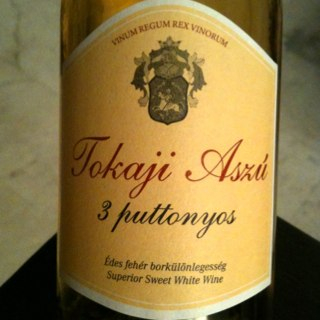 VINUM REGUM REX VINORUM
Tokaji Aszú
3 puttonyos
Édes fehér borkülönlegesség
Superior Sweet White Wine